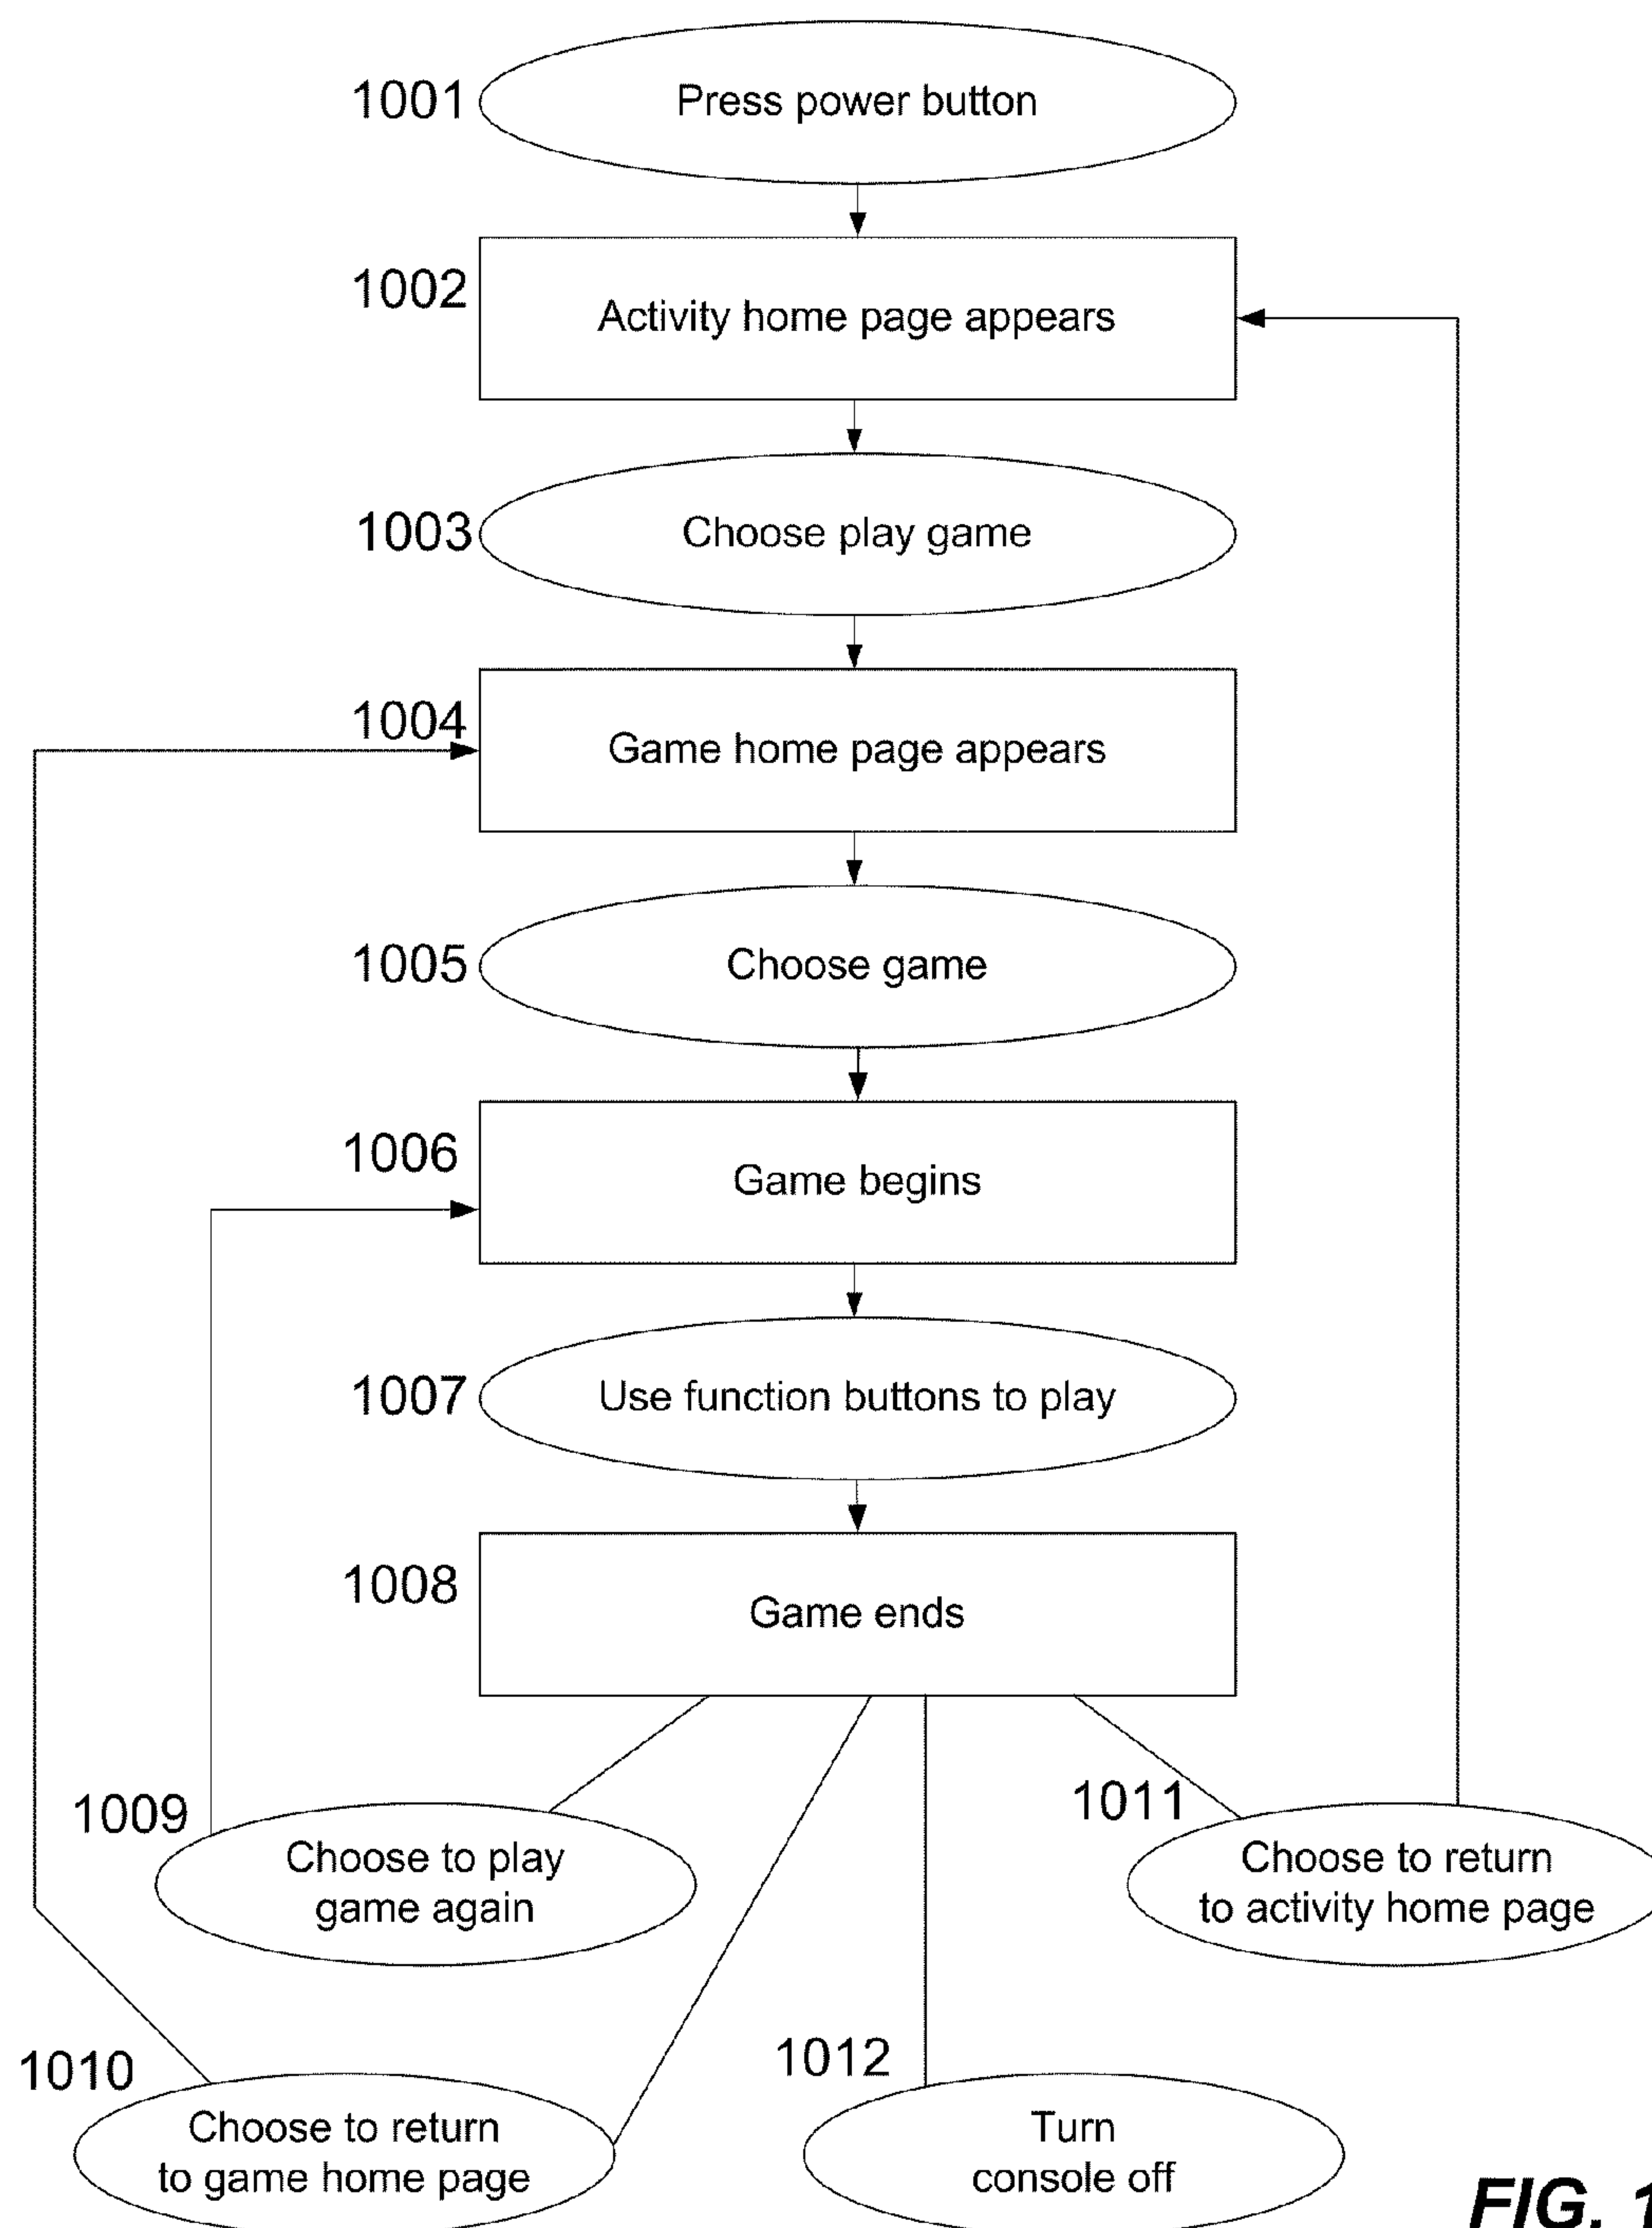 1001
Press power button
1002
Activity home page appears
1003
Choose play game
1004
Game home page appears
1005
Choose game
1006
Game begins
1007
Use function buttons to play
1008
Game ends
1009
Choose to play
game again
1011
Choose to return
to activity home page
1010
Choose to return
to game home page
1012
Turn
console off
FIG. 1